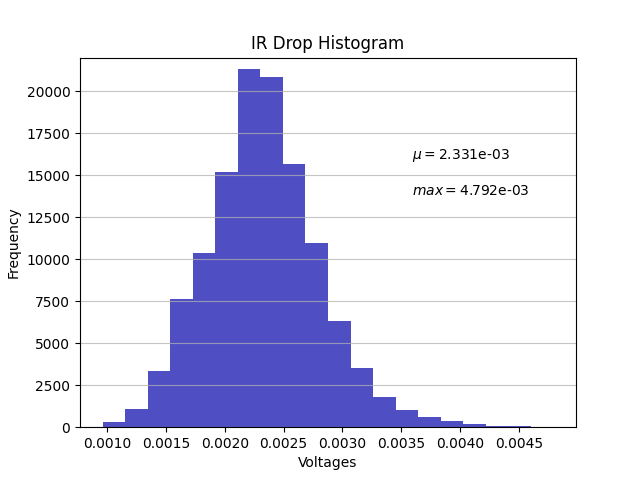 IR Drop Histogram
20000
17500
15000
12500
10000
7500
5000
2500
0
Frequency
μ = 2.331e-03
max = 4.792e-03
0.0010 0.0015 0.0020 0.0025 0.0030 0.0035 0.0040 0.0045
Voltages